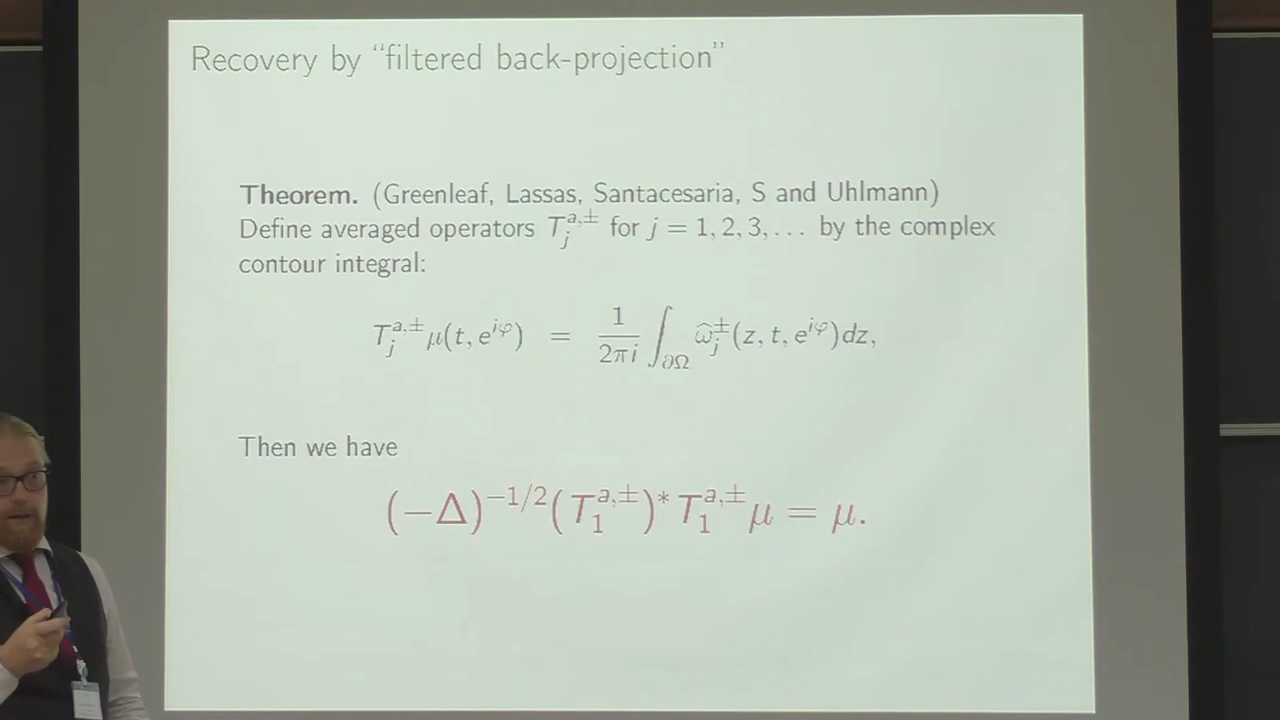 Recovery by “filtered back-projection”
Theorem. (Greenleaf, Lassas, Santacesaria, S and Uhlmann)
Define averaged operators $T_j^{a,\pm}$ for $j = 1, 2, 3, \ldots$ by the complex
contour integral:
$T_j^{a,\pm}\mu(t, e^{i\varphi}) = \frac{1}{2\pi i}\int_{\partial\Omega} \widehat{\omega}_j^{\pm}(z, t, e^{i\varphi})dz,$
Then we have
$(-\Delta)^{-1/2}(T_1^{a,\pm})^* T_1^{a,\pm}\mu = \mu.$